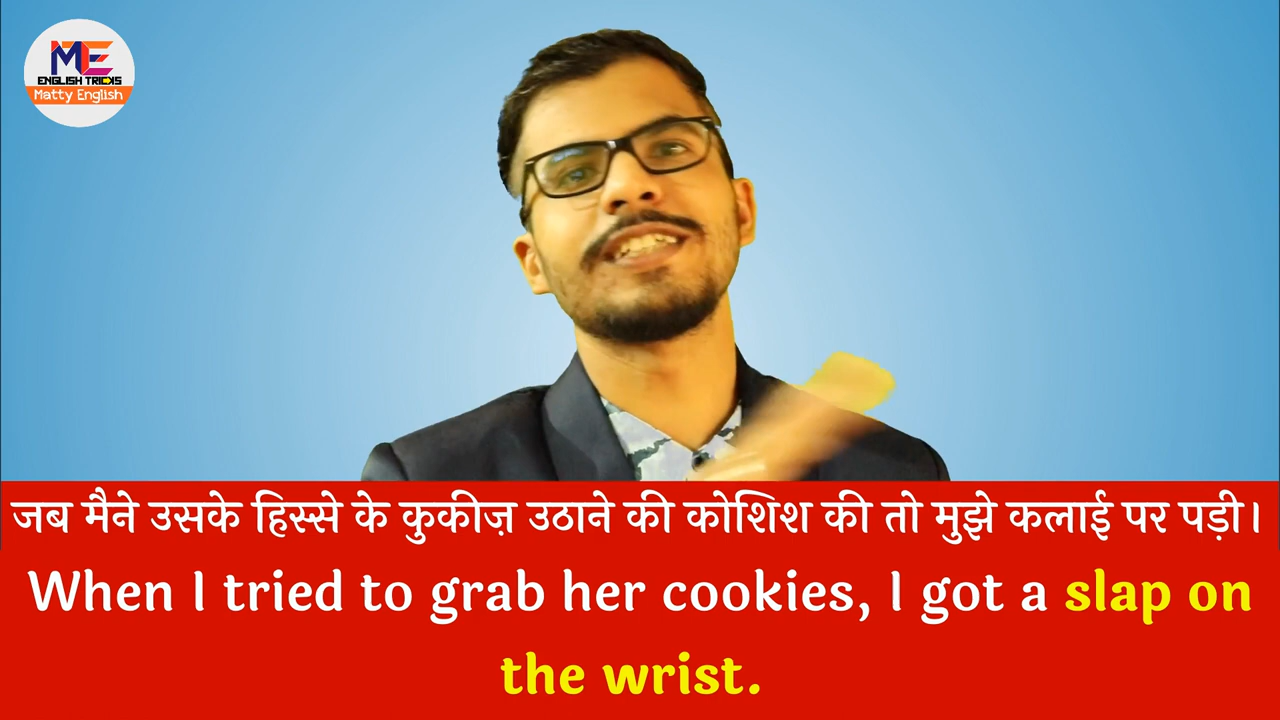 ME
ENGLISH TRICKS
Matty English
जब मैने उसके हिस्से के कुकीज़ उठाने की कोशिश की तो मुझे कलाई पर पड़ी।
When I tried to grab her cookies, I got a slap on
the wrist.